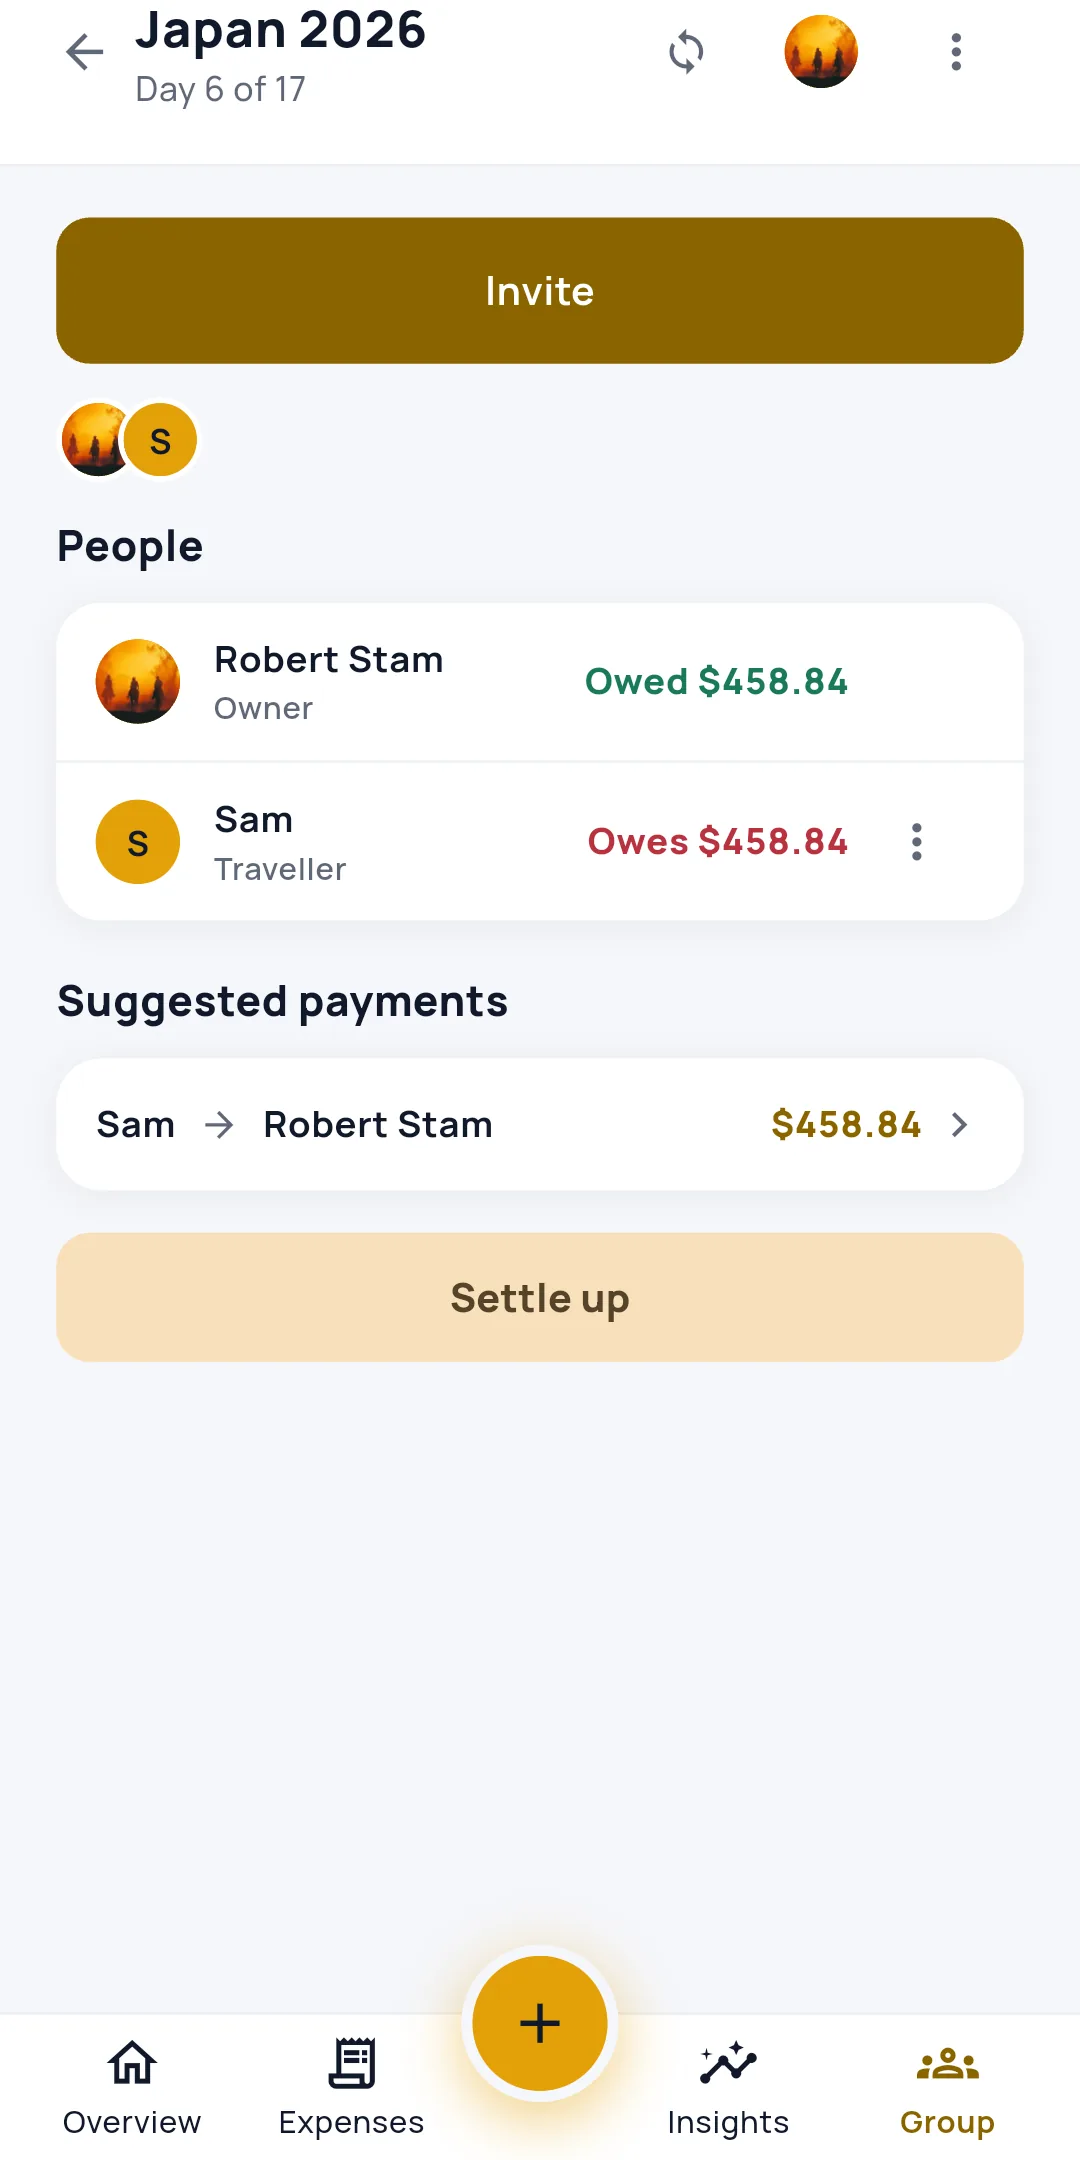 Japan 2026
Day 6 of 17
Invite
S
People
Robert Stam
Owner
Owed $458.84
S
Sam
Traveller
Owes $458.84
Suggested payments
Sam → Robert Stam $458.84
Settle up
+
Overview
Expenses
Insights
Group